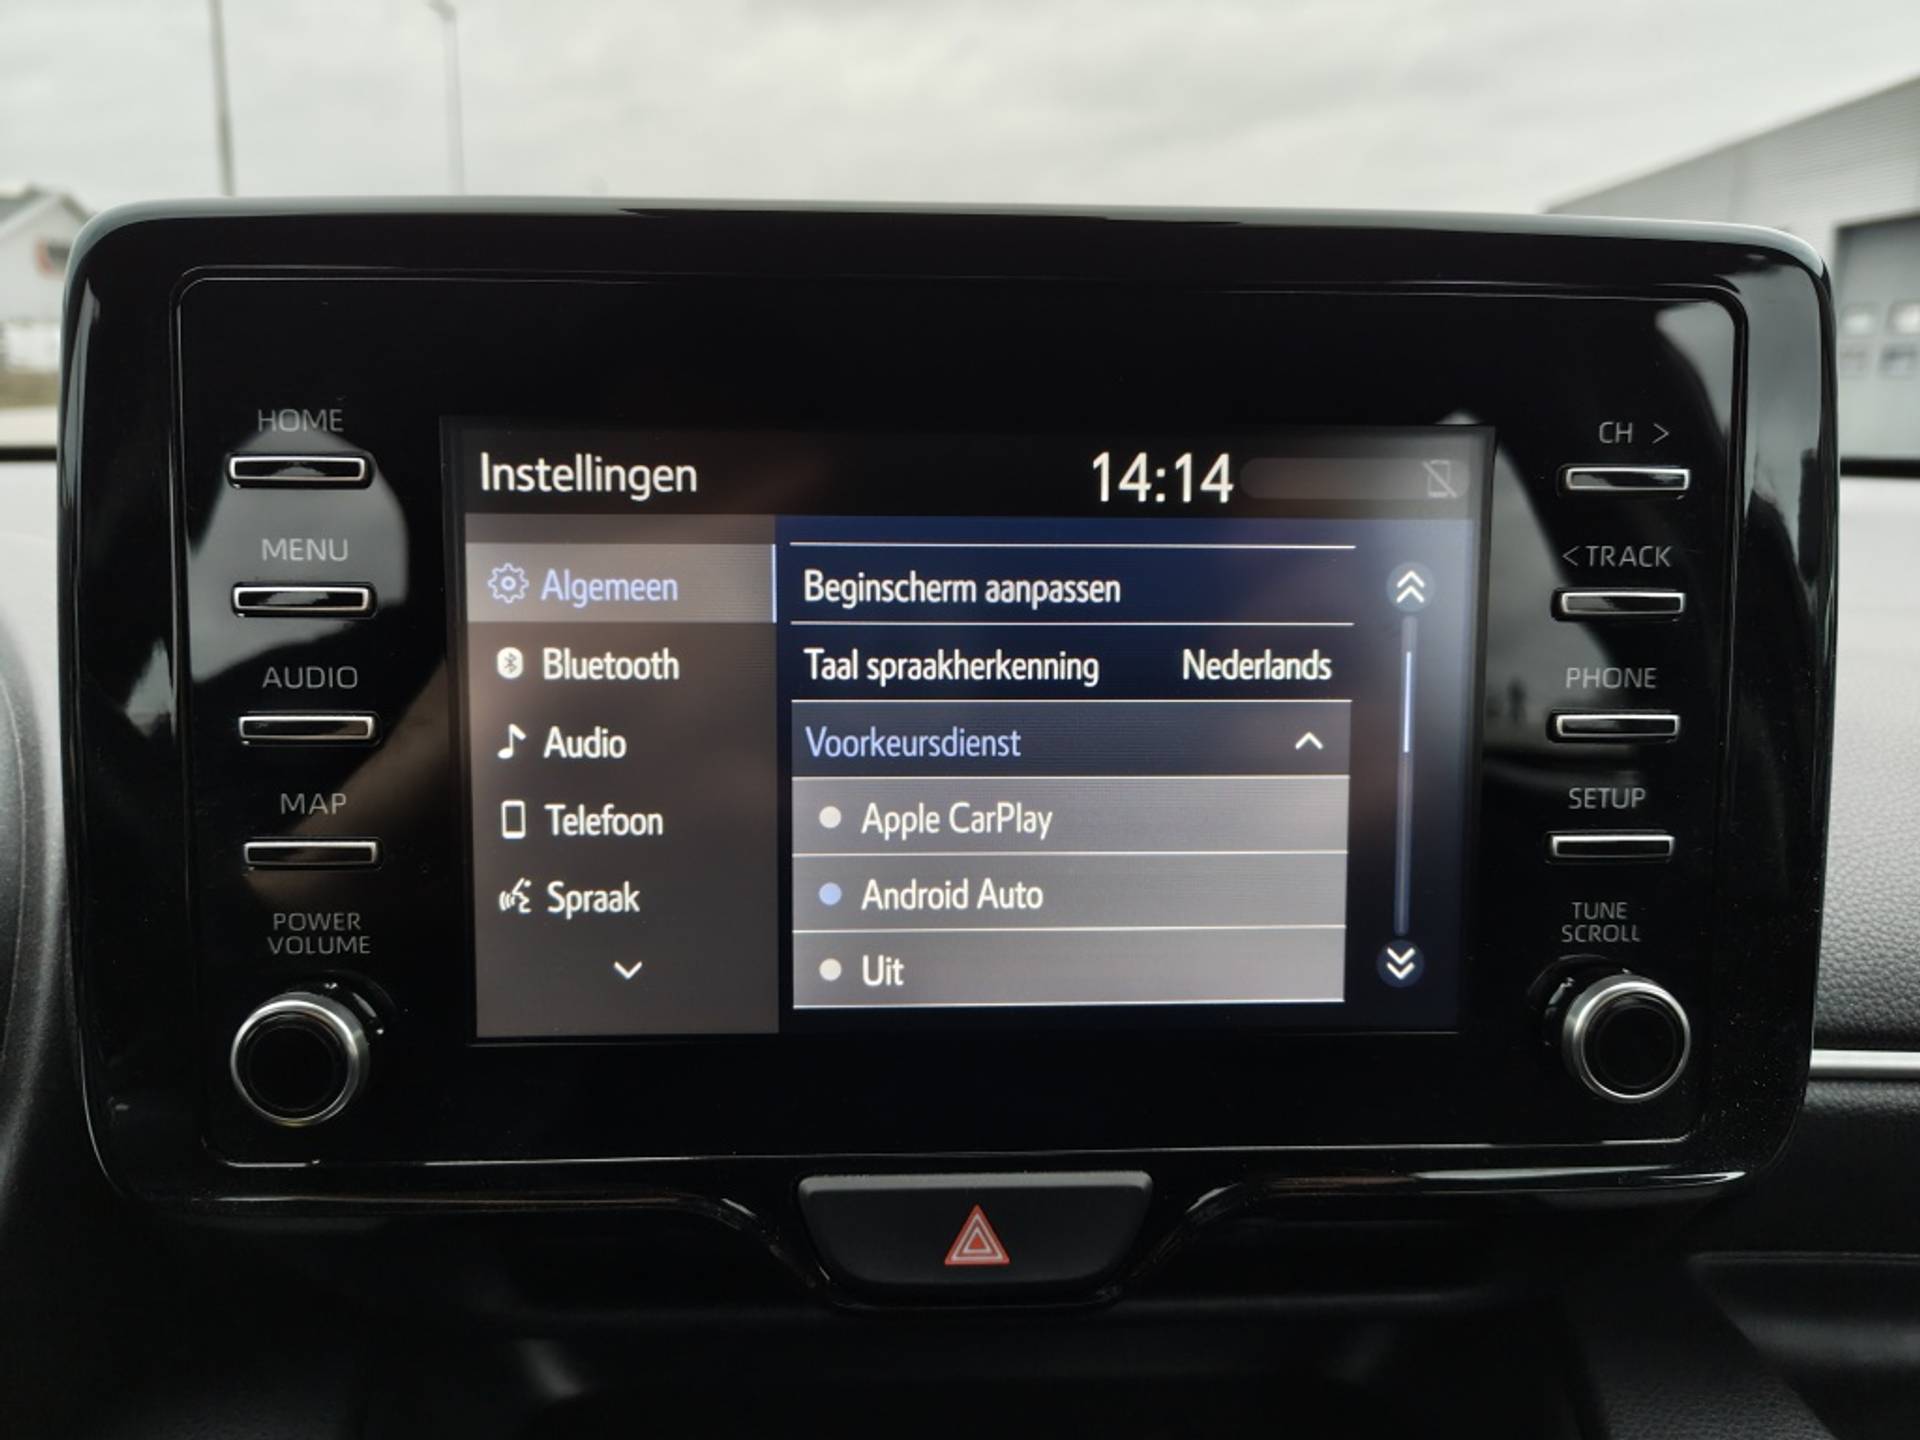 HOME
MENU
AUDIO
MAP
POWER
VOLUME
Instellingen
14:14
Algemeen
Bluetooth
Audio
Telefoon
Spraak
Beginscherm aanpassen
Taal spraakherkenning Nederlands
Voorkeursdienst
Apple CarPlay
Android Auto
Uit
CH >
< TRACK
PHONE
SETUP
TUNE
SCROLL